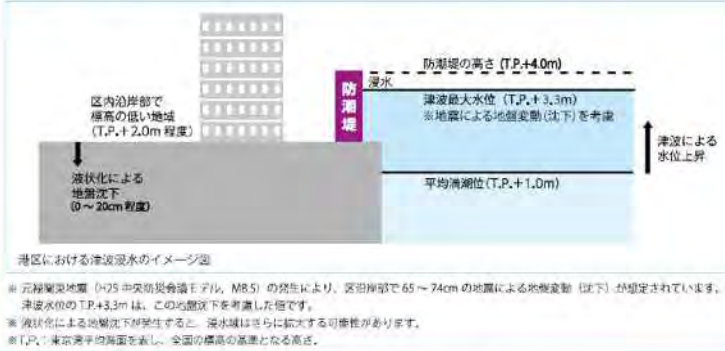 防潮堤の高さ (T.P.+4.0m)
浸水
防潮堤
津波最大水位 (T.P.+3.3m)
※地震による地盤変動(沈下)を考慮
区内沿岸部で
標高の低い地域
(T.P.+2.0m 程度)
津波による
水位上昇
液状化による
地盤沈下
(0～20cm 程度)
平均満潮位(T.P.+1.0m)
港区における津波浸水のイメージ図
※ 元禄関東地震(H25 中央防災会議モデル、M8.5)の発生により、区沿岸部で 65～74cm の地震による地盤変動(沈下)が想定されています。
津波水位の T.P.+3.3m は、この地盤沈下を考慮した値です。
※ 液状化による地盤沈下が発生すると、浸水域はさらに拡大する可能性があります。
※T.P.:東京湾平均海面を表し、全国の標高の基準となる高さ。